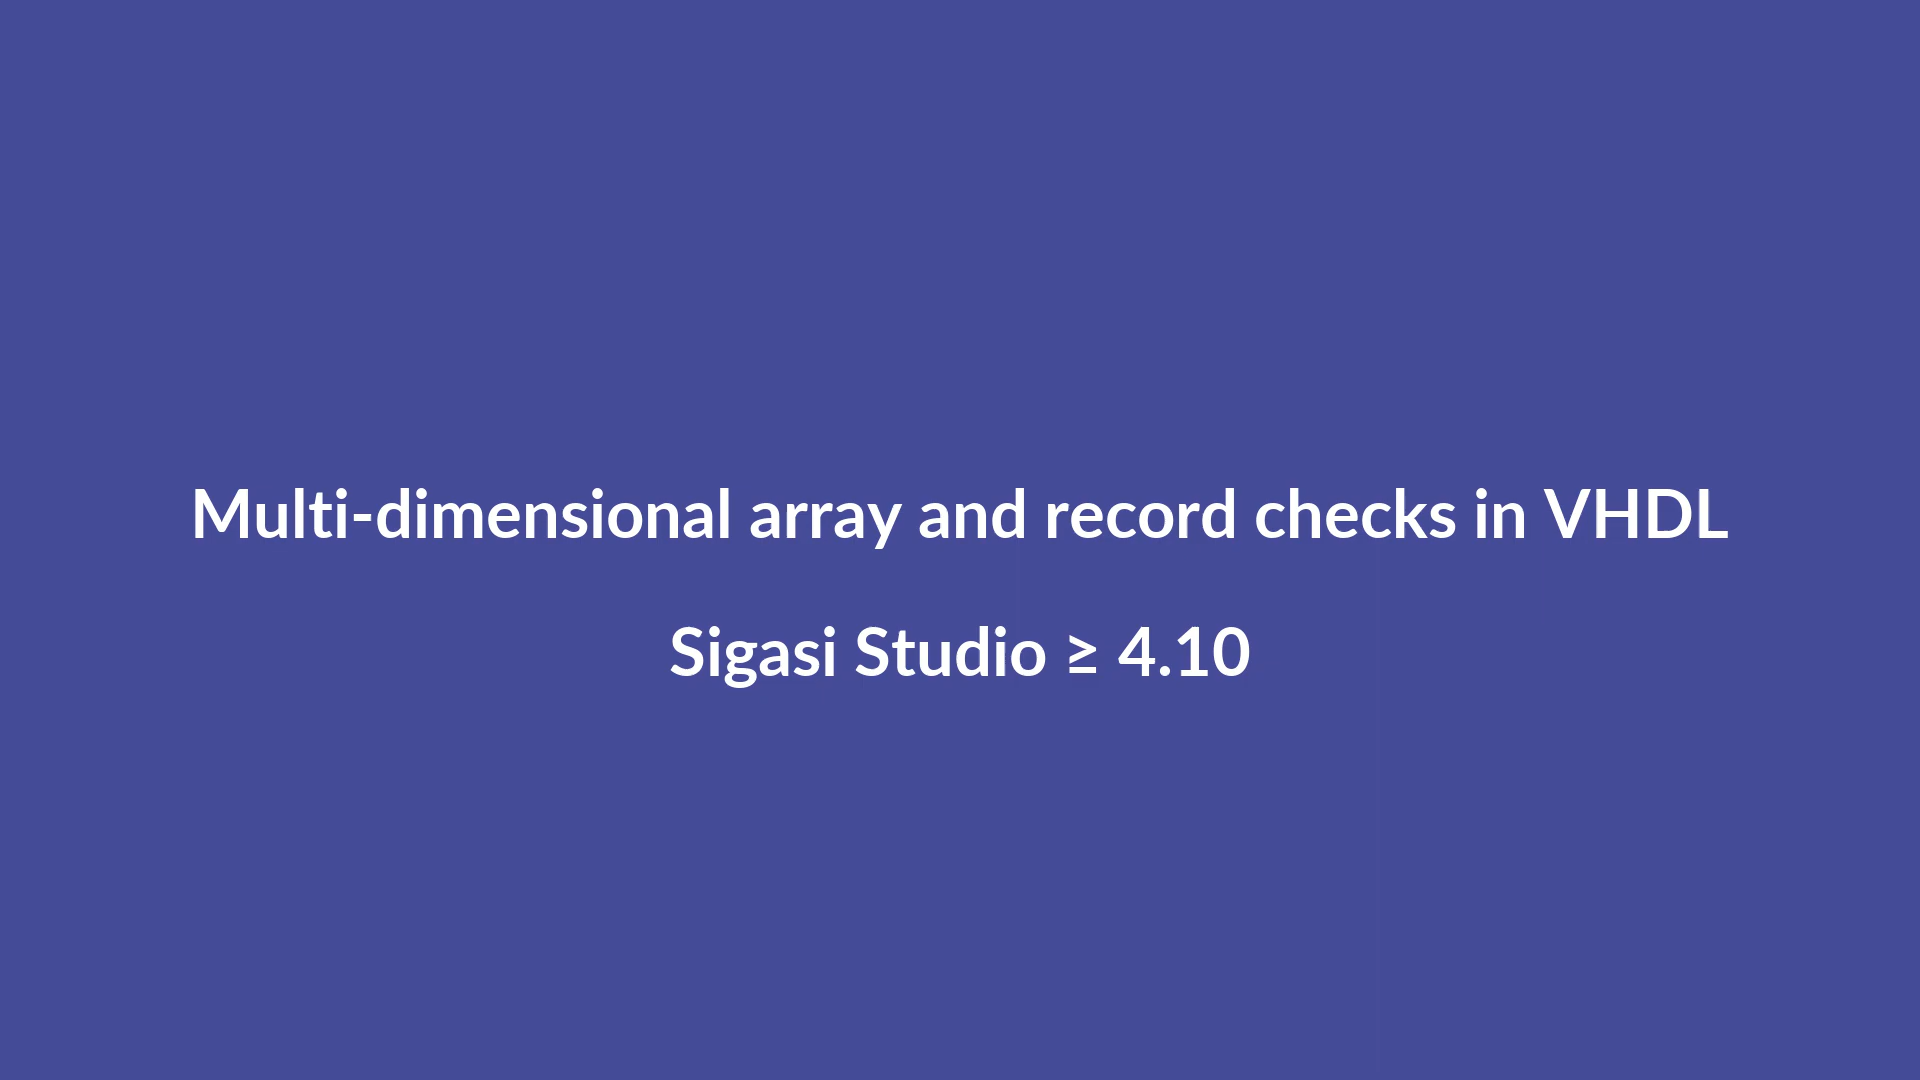 Multi-dimensional array and record checks in VHDL
Sigasi Studio ≥ 4.10